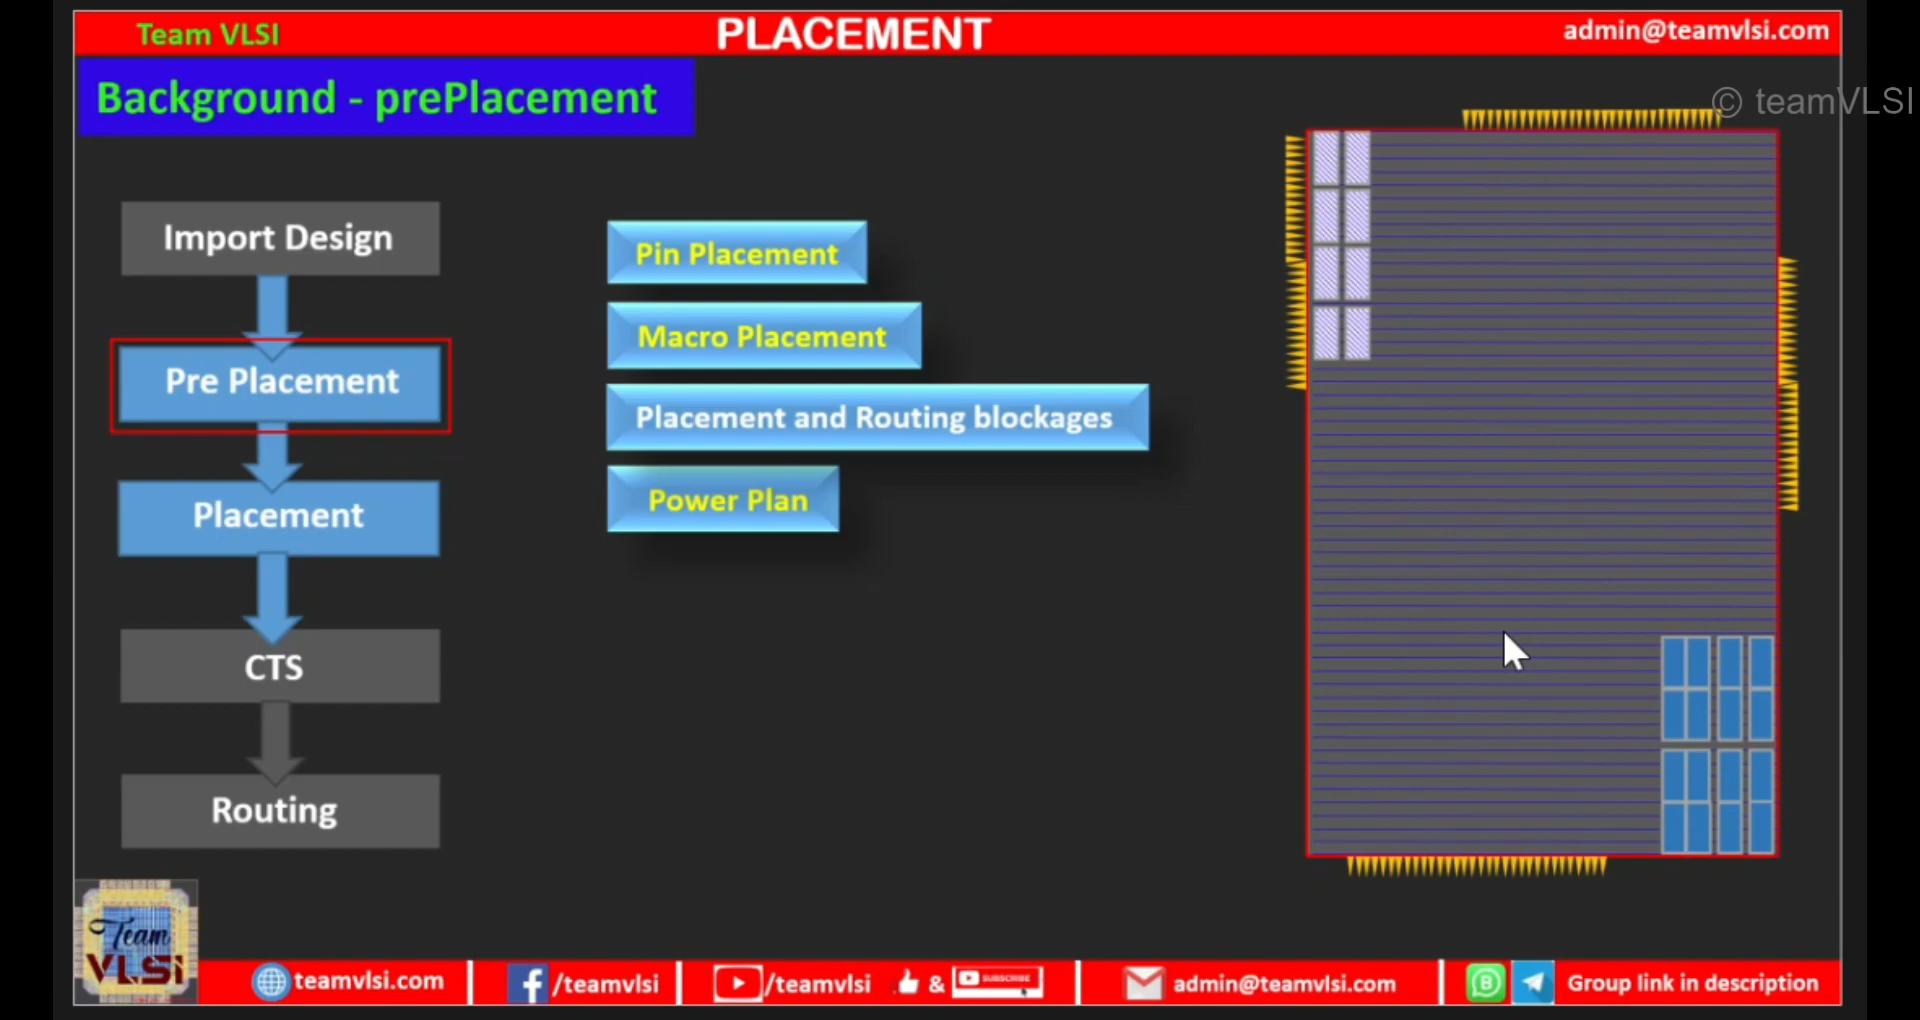 Team VLSI
PLACEMENT
admin@teamvlsi.com
Background - prePlacement
© teamVLSI
Import Design
Pre Placement
Placement
CTS
Routing
Pin Placement
Macro Placement
Placement and Routing blockages
Power Plan
Team
VLSI
teamvlsi.com
/teamvlsi
/teamvlsi
&
SUBSCRIBE
admin@teamvlsi.com
B
Group link in description